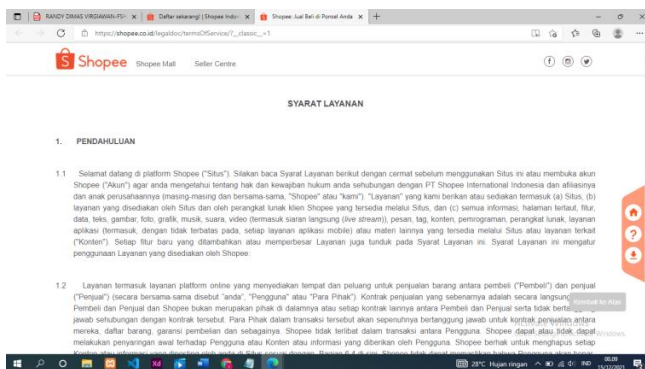 RANDY DIMAS VIRGIAWAN-FSH
Daftar sekarang! | Shopee Indon
Shopee: Jual Beli di Ponsel Anda
https://shopee.co.id/legaldoc/termsOfService/?__classic__=1
Shopee Shopee Mall Seller Centre
SYARAT LAYANAN
1. PENDAHULUAN
1.1 Selamat datang di platform Shopee ("Situs"). Silakan baca Syarat Layanan berikut dengan cermat sebelum menggunakan Situs ini atau membuka akun
Shopee ("Akun") agar anda mengetahui tentang hak dan kewajiban hukum anda sehubungan dengan PT Shopee International Indonesia dan afiliasinya
dan anak perusahaannya (masing-masing dan bersama-sama, "Shopee" atau "kami"). "Layanan" yang kami berikan atau sediakan termasuk (a) Situs, (b)
layanan yang disediakan oleh Situs dan oleh perangkat lunak klien Shopee yang tersedia melalui Situs, dan (c) semua informasi, halaman tertaut, fitur,
data, teks, gambar, foto, grafik, musik, suara, video (termasuk siaran langsung (live stream)), pesan, tag, konten, pemrograman, perangkat lunak, layanan
aplikasi (termasuk, dengan tidak terbatas pada, setiap layanan aplikasi mobile) atau materi lainnya yang tersedia melalui Situs atau layanan terkait
("Konten"). Setiap fitur baru yang ditambahkan atau memperbesar Layanan juga tunduk pada Syarat Layanan ini. Syarat Layanan ini mengatur
penggunaan Layanan yang disediakan oleh Shopee.
1.2 Layanan termasuk layanan platform online yang menyediakan tempat dan peluang untuk penjualan barang antara pembeli ("Pembeli") dan penjual
("Penjual") (secara bersama-sama disebut "anda", "Pengguna" atau "Para Pihak"). Kontrak penjualan yang sebenarnya adalah secara langsung
Pembeli dan Penjual dan Shopee bukan merupakan pihak di dalamnya atau setiap kontrak lainnya antara Pembeli dan Penjual serta tidak
Kembali ke Atas
jawab sehubungan dengan kontrak tersebut. Para Pihak dalam transaksi tersebut akan sepenuhnya bertanggung jawab untuk kontrak penjualan antara
mereka, daftar barang, garansi pembelian dan sebagainya. Shopee tidak terlibat dalam transaksi antara Pengguna. Shopee dapat atau tidak dapat
melakukan penyaringan awal terhadap Pengguna atau Konten atau informasi yang diberikan oleh Pengguna. Shopee berhak untuk menghapus setiap
28°C Hujan ringan IND 00.09
15/12/2021